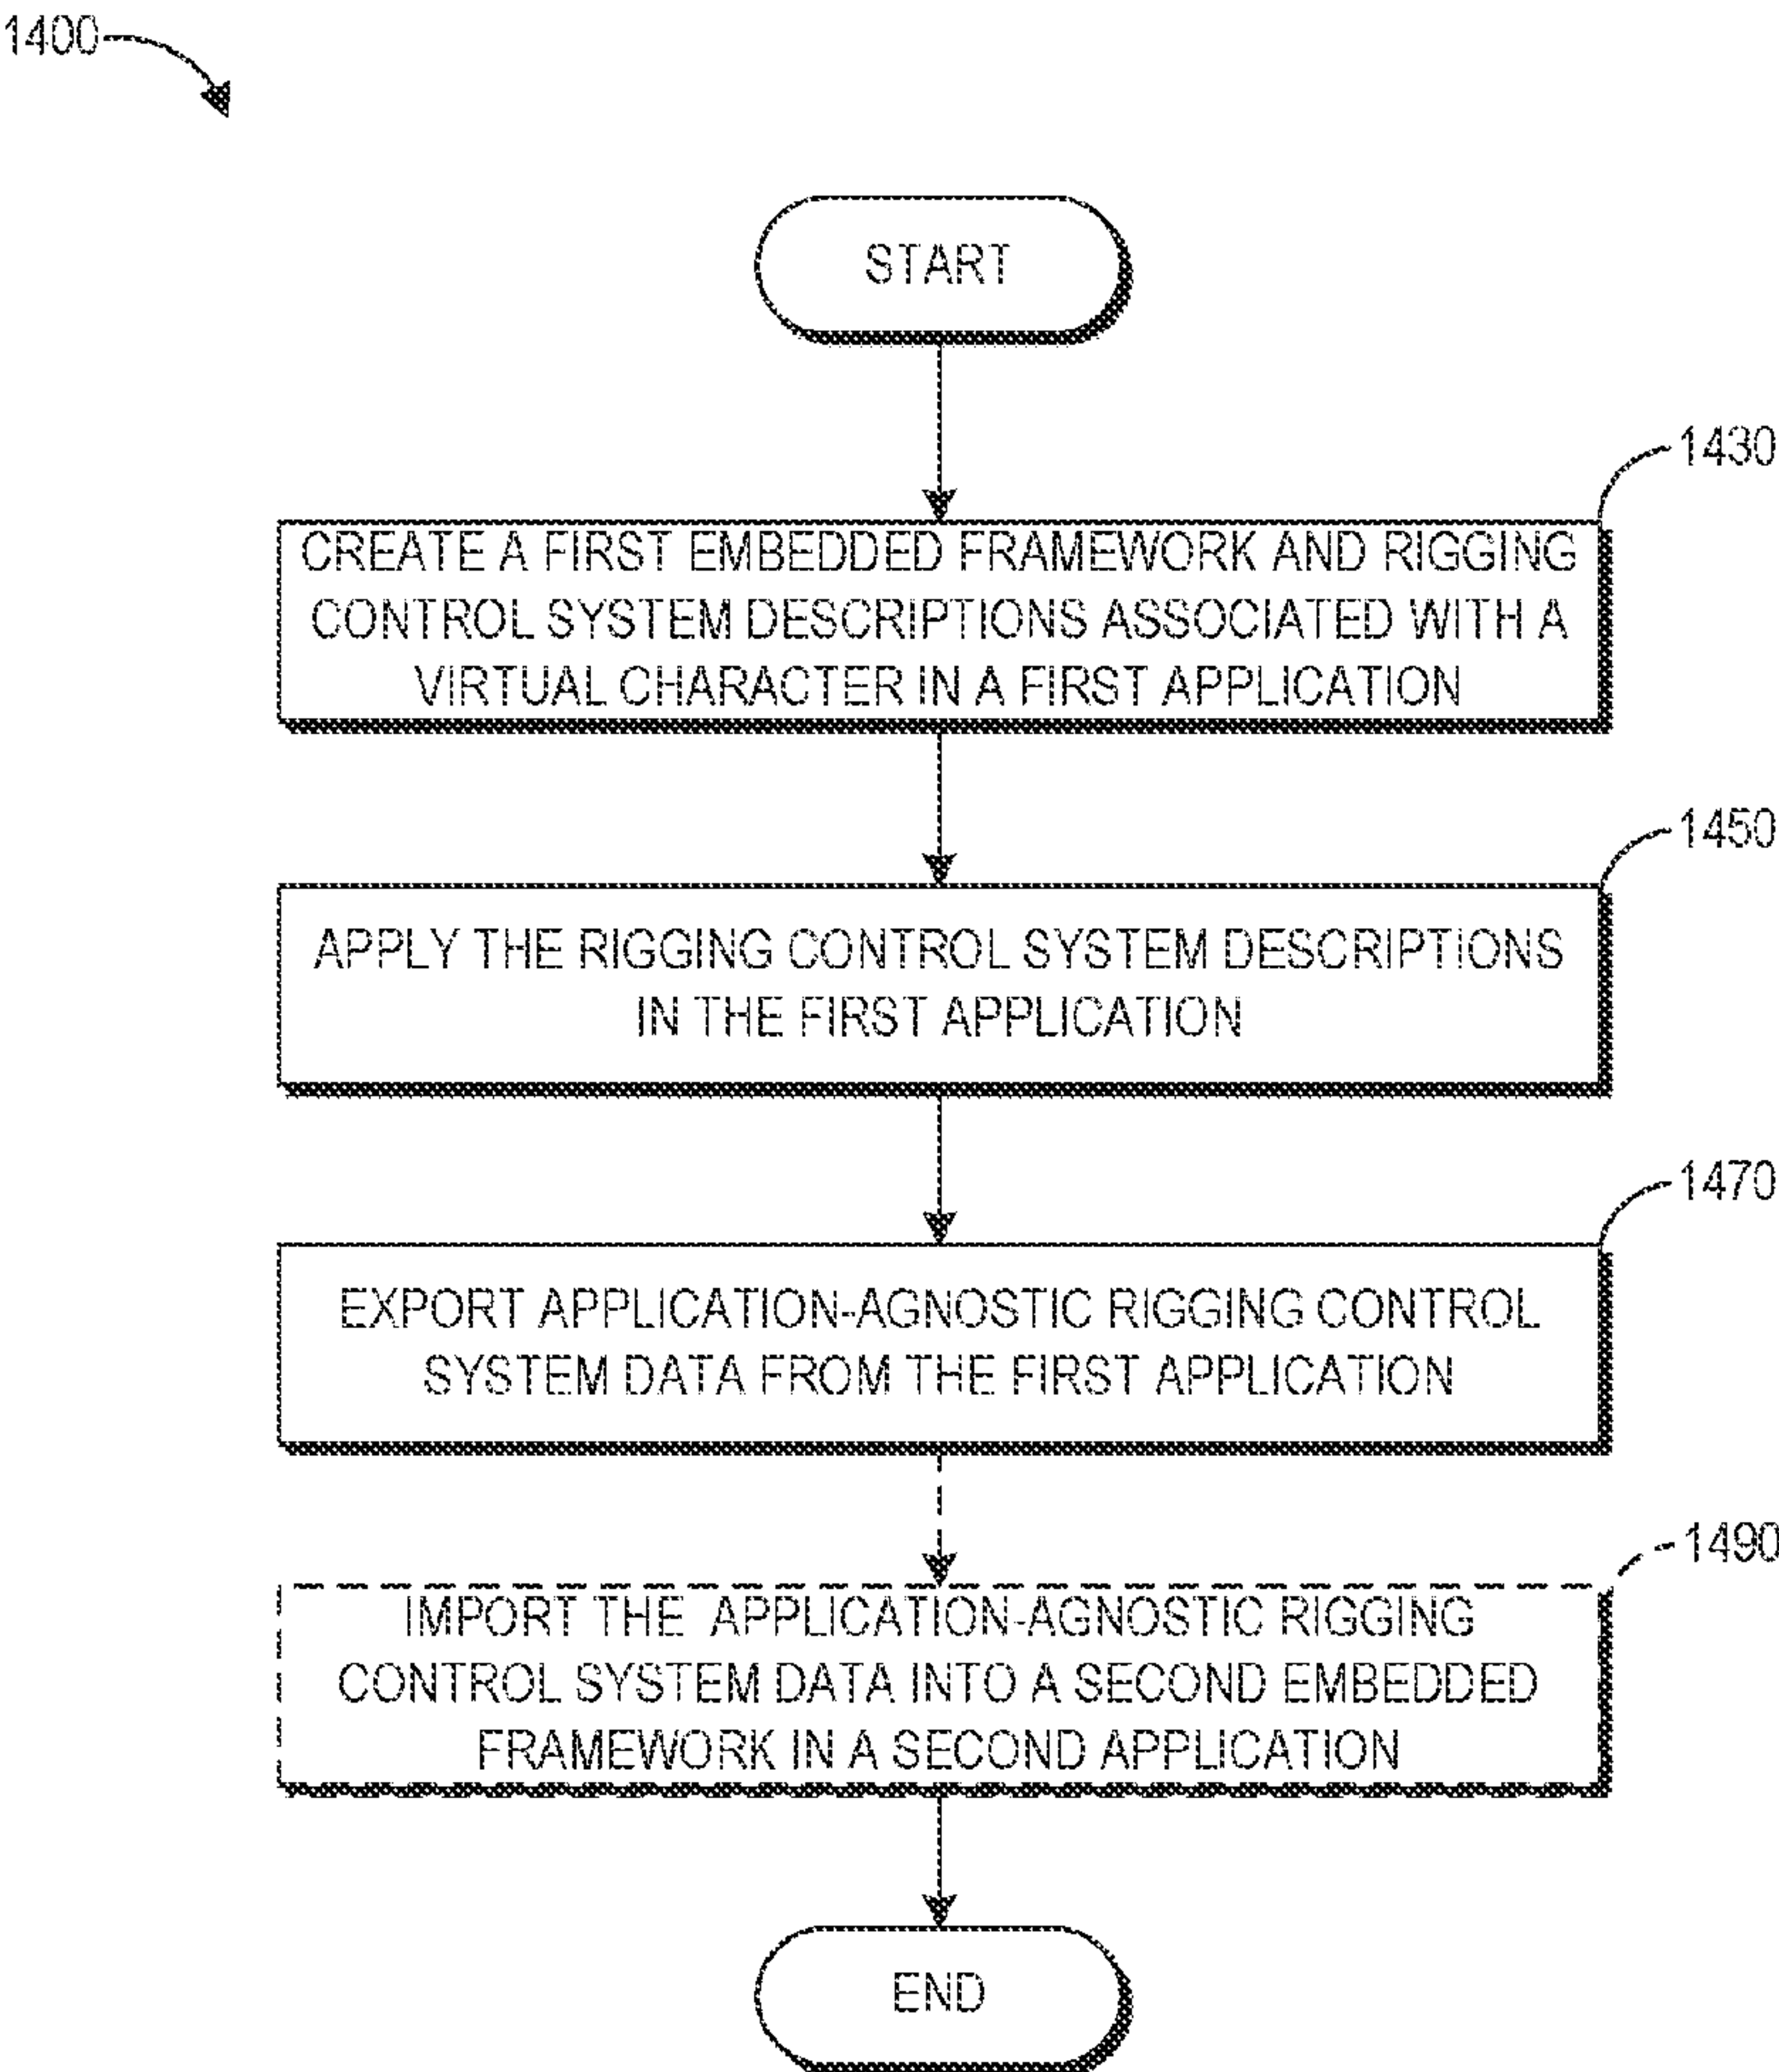 1400
START
1430
CREATE A FIRST EMBEDDED FRAMEWORK AND RIGGING
CONTROL SYSTEM DESCRIPTIONS ASSOCIATED WITH A
VIRTUAL CHARACTER IN A FIRST APPLICATION
1450
APPLY THE RIGGING CONTROL SYSTEM DESCRIPTIONS
IN THE FIRST APPLICATION
1470
EXPORT APPLICATION-AGNOSTIC RIGGING CONTROL
SYSTEM DATA FROM THE FIRST APPLICATION
1490
IMPORT THE APPLICATION-AGNOSTIC RIGGING
CONTROL SYSTEM DATA INTO A SECOND EMBEDDED
FRAMEWORK IN A SECOND APPLICATION
END